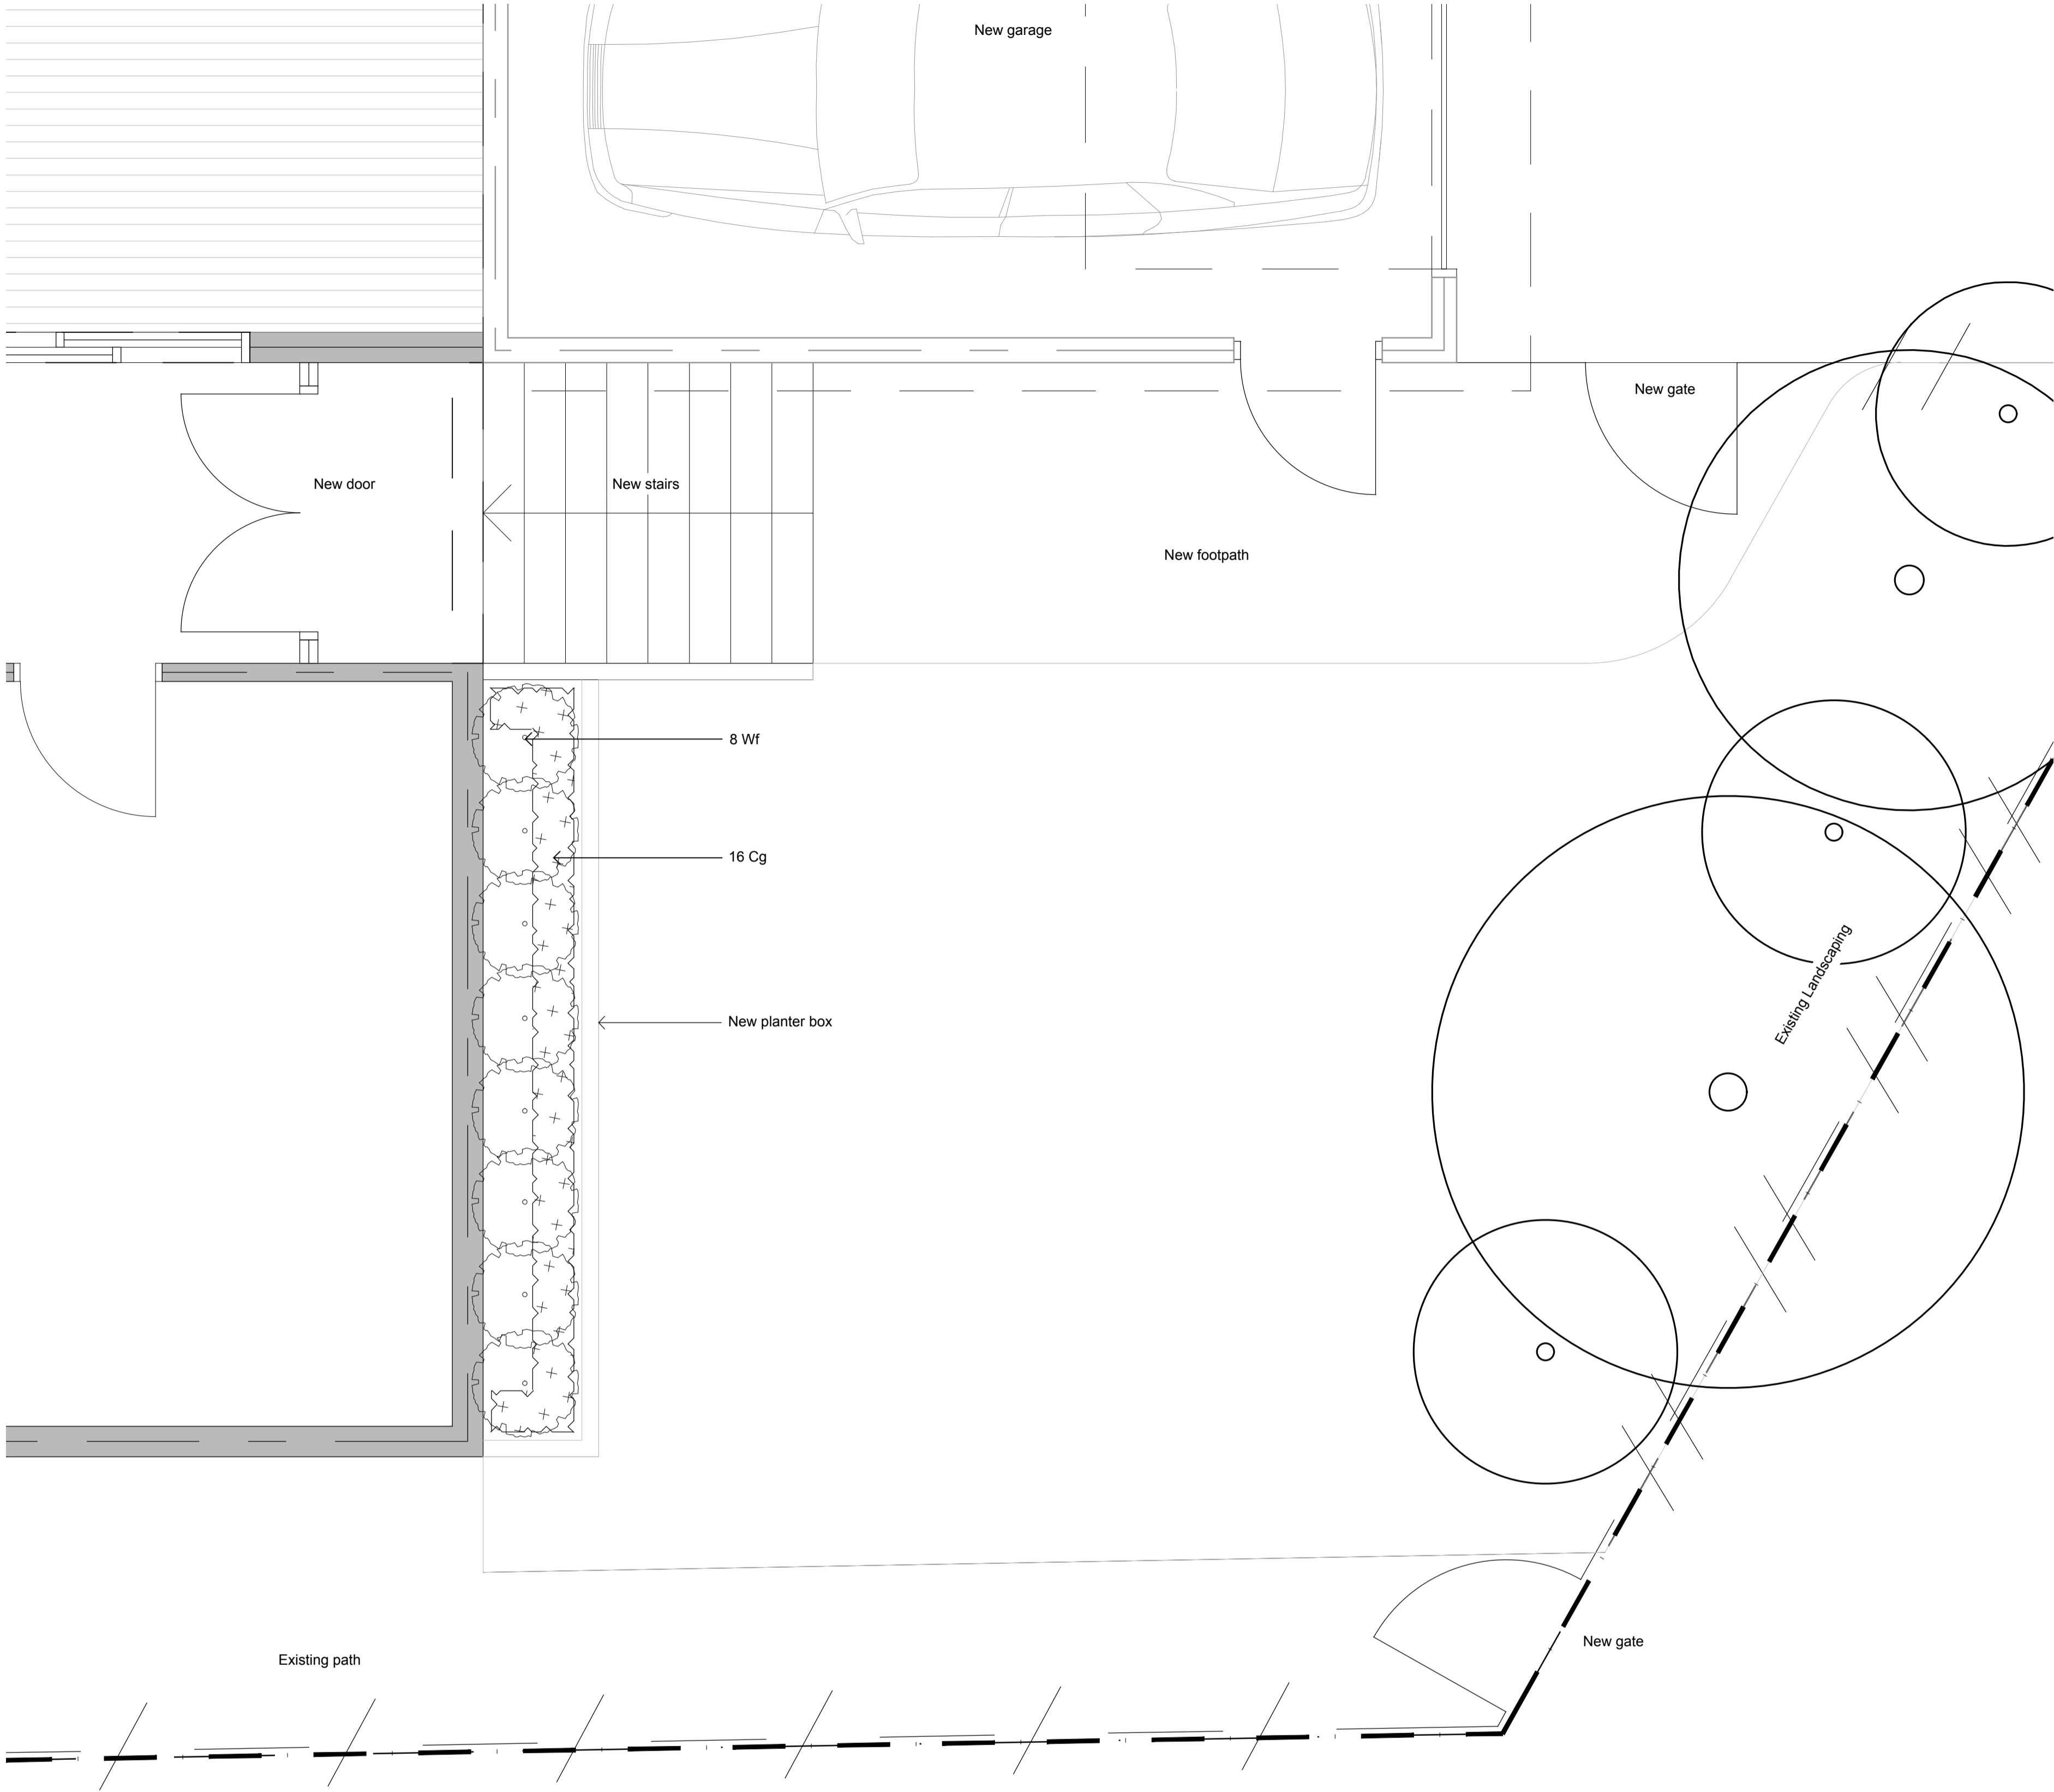 New garage
New gate
New door
New stairs
New footpath
8 Wf
16 Cg
Existing Landscaping
New planter box
New gate
Existing path